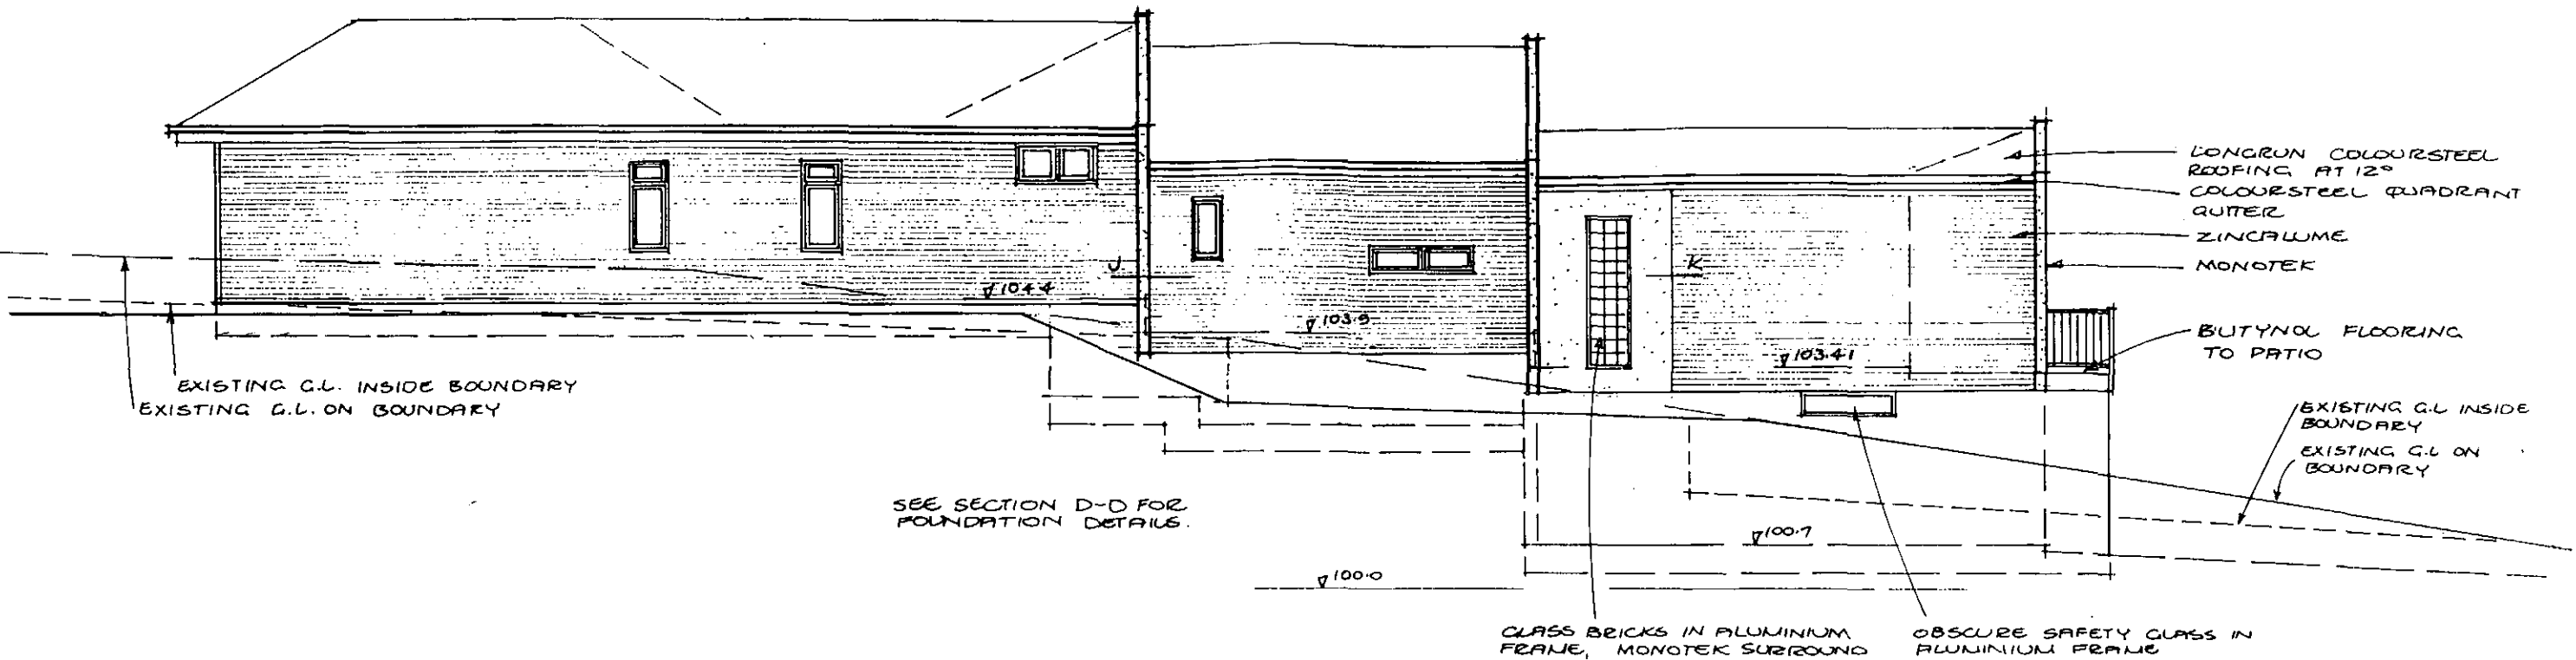 LONGRUN COLOURSTEEL
ROOFING AT 12°
COLOURSTEEL QUADRANT
GUTTER
ZINCALUME
MONOTEK
J
K
104.4
103.9
103.41
BUTYNOL FLOORING
TO PATIO
EXISTING G.L. INSIDE BOUNDARY
EXISTING G.L. ON BOUNDARY
EXISTING G.L INSIDE
BOUNDARY
EXISTING G.L ON
BOUNDARY
SEE SECTION D-D FOR
FOUNDATION DETAILS.
100.7
100.0
GLASS BRICKS IN ALUMINIUM
FRAME, MONOTEK SURROUND
OBSCURE SAFETY GLASS IN
ALUMINIUM FRAME